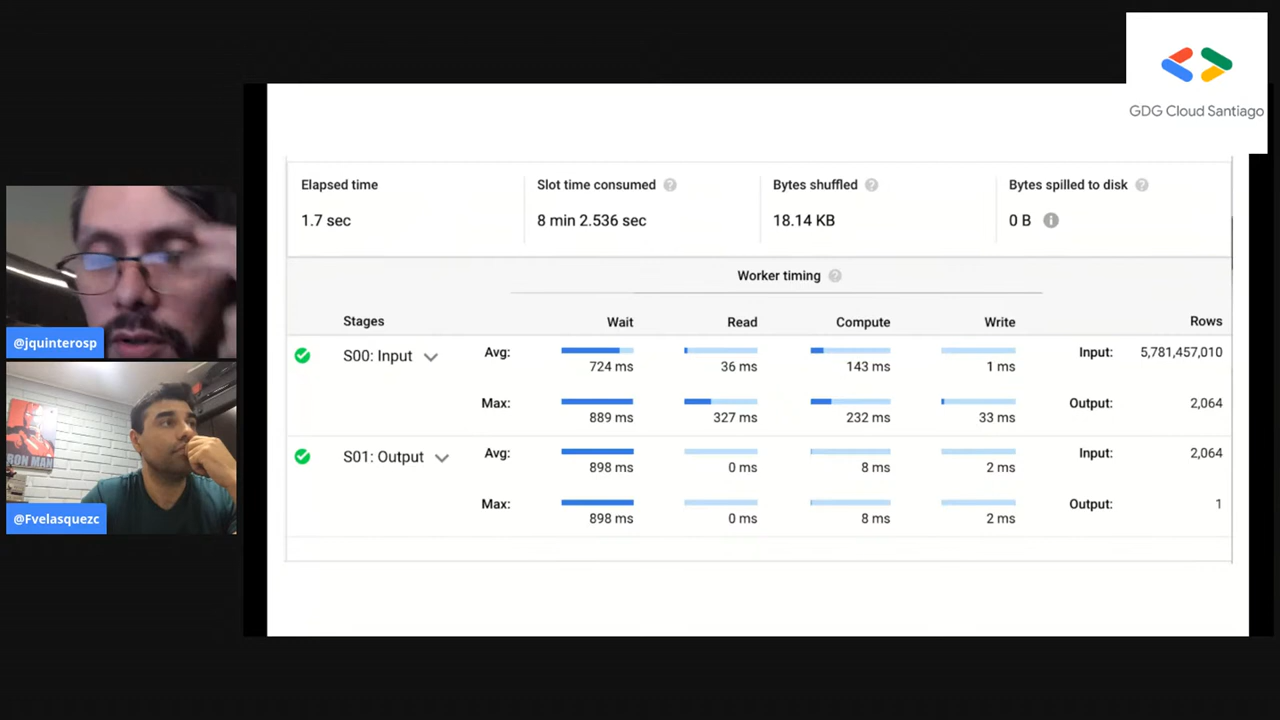 GDG Cloud Santiago
Elapsed time
1.7 sec
Slot time consumed
8 min 2.536 sec
Bytes shuffled
18.14 KB
Bytes spilled to disk
0 B
Worker timing
Stages Wait Read Compute Write Rows
S00: Input Avg: 724 ms 36 ms 143 ms 1 ms Input: 5,781,457,010
Max: 889 ms 327 ms 232 ms 33 ms Output: 2,064
S01: Output Avg: 898 ms 0 ms 8 ms 2 ms Input: 2,064
Max: 898 ms 0 ms 8 ms 2 ms Output: 1
@jquinterosp
IRON MAN
@Fvelasquezc